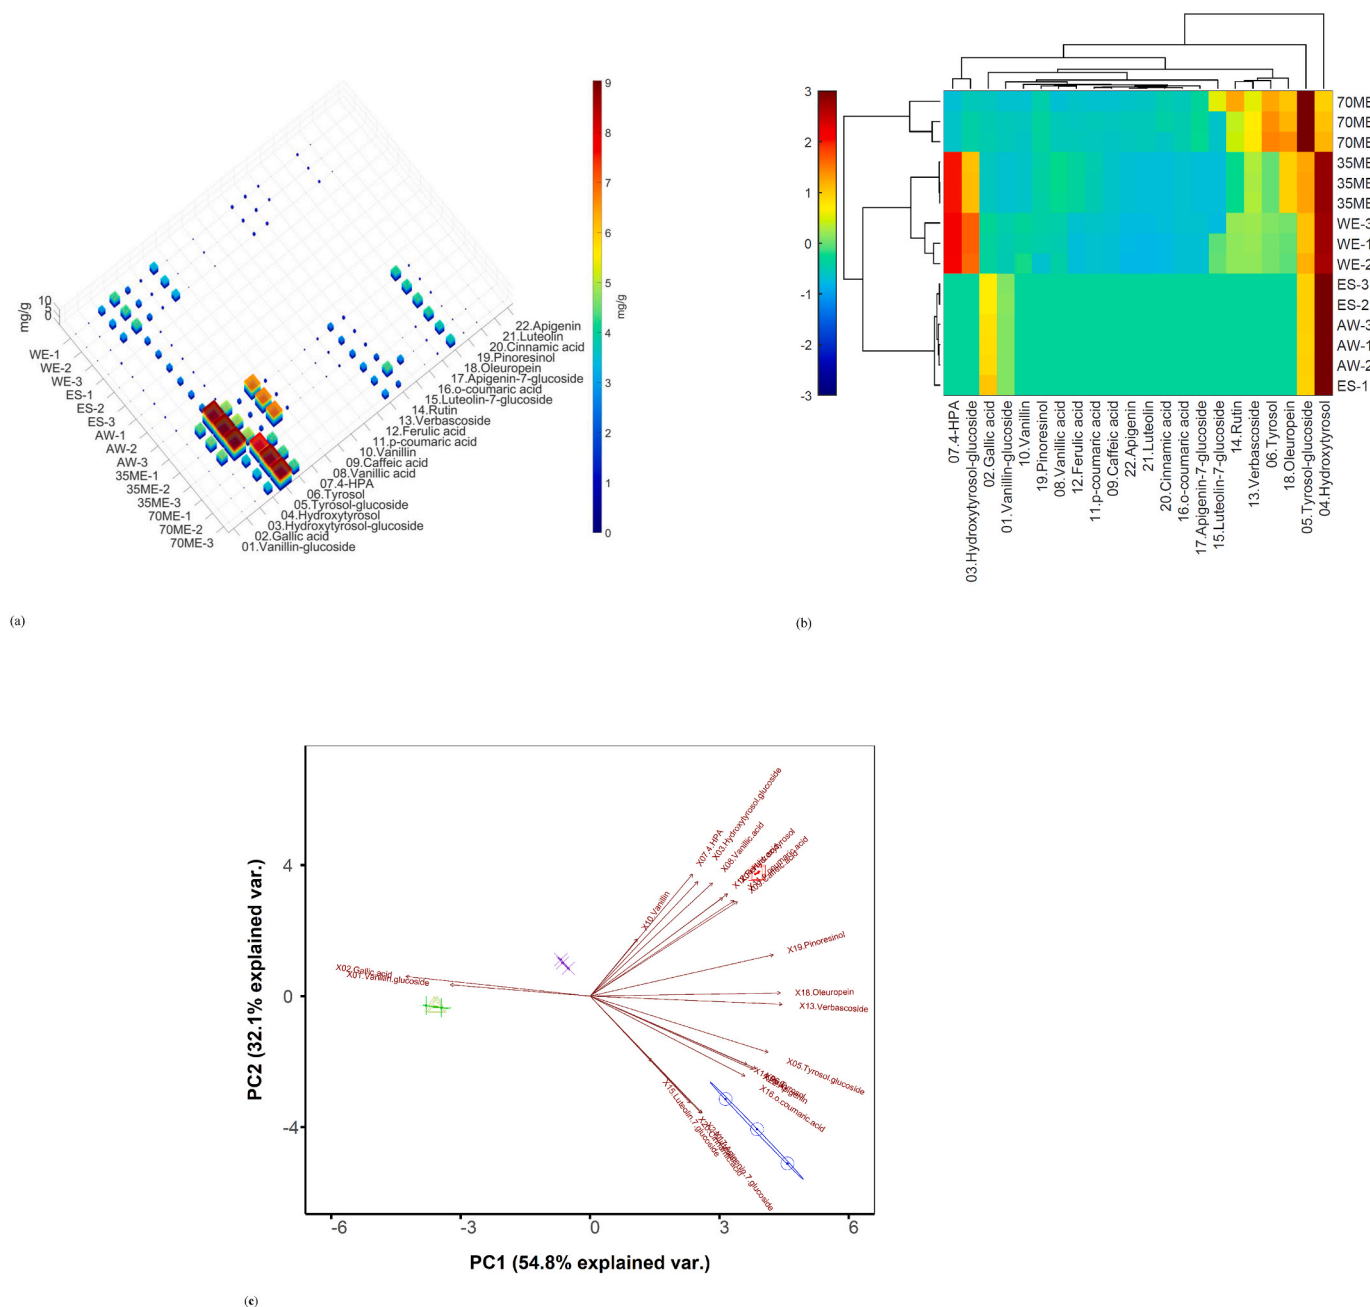 10
5
0
mg/g
WE-1
WE-2
WE-3
ES-1
ES-2
ES-3
AW-1
AW-2
AW-3
35ME-1
35ME-2
35ME-3
70ME-1
70ME-2
70ME-3
22.Apigenin
21.Luteolin
20.Cinnamic acid
19.Pinoresinol
18.Oleuropein
17.Apigenin-7-glucoside
16.o-coumaric acid
15.Luteolin-7-glucoside
14.Rutin
13.Verbascoside
12.Ferulic acid
11.p-coumaric acid
10.Vanillin
09.Caffeic acid
08.Vanillic acid
07.4-HPA
06.Tyrosol
05.Tyrosol-glucoside
04.Hydroxytyrosol
03.Hydroxytyrosol-glucoside
02.Gallic acid
01.Vanillin-glucoside
9
8
7
6
5
4
3
2
1
0
mg/g
(a)
3
2
1
0
-1
-2
-3
70ME
70ME
70ME
35ME
35ME
35ME
WE-3
WE-1
WE-2
ES-3
ES-2
AW-3
AW-1
AW-2
ES-1
07.4-HPA
03.Hydroxytyrosol-glucoside
02.Gallic acid
01.Vanillin-glucoside
10.Vanillin
19.Pinoresinol
08.Vanillic acid
12.Ferulic acid
11.p-coumaric acid
09.Caffeic acid
22.Apigenin
21.Luteolin
20.Cinnamic acid
16.o-coumaric acid
17.Apigenin-7-glucoside
15.Luteolin-7-glucoside
14.Rutin
13.Verbascoside
06.Tyrosol
18.Oleuropein
05.Tyrosol-glucoside
04.Hydroxytyrosol
(b)
PC2 (32.1% explained var.)
4
0
-4
X07.4.HPA
X03.Hydroxytyrosol.glucoside
X08.Vanillic.acid
X10.Vanillin
X19.Pinoresinol
X18.Oleuropein
X13.Verbascoside
X02.Gallic.acid
X01.Vanillin.glucoside
X05.Tyrosol.glucoside
X16.o.coumaric.acid
X15.Luteolin.7.glucoside
-6
-3
0
3
6
PC1 (54.8% explained var.)
(c)